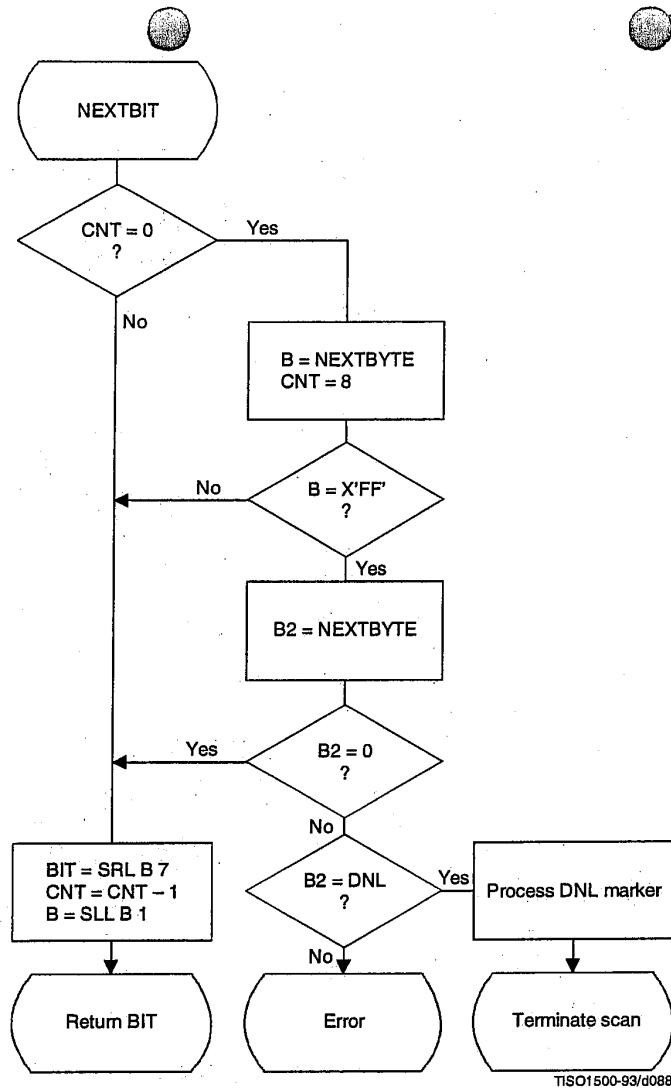 NEXTBIT
CNT = 0
?
Yes
No
B = NEXTBYTE
CNT = 8
B = X'FF'
?
No
Yes
B2 = NEXTBYTE
B2 = 0
?
Yes
No
BIT = SRL B 7
CNT = CNT – 1
B = SLL B 1
B2 = DNL
?
Yes
Process DNL marker
No
Return BIT
Error
Terminate scan
TISO1500-93/d088